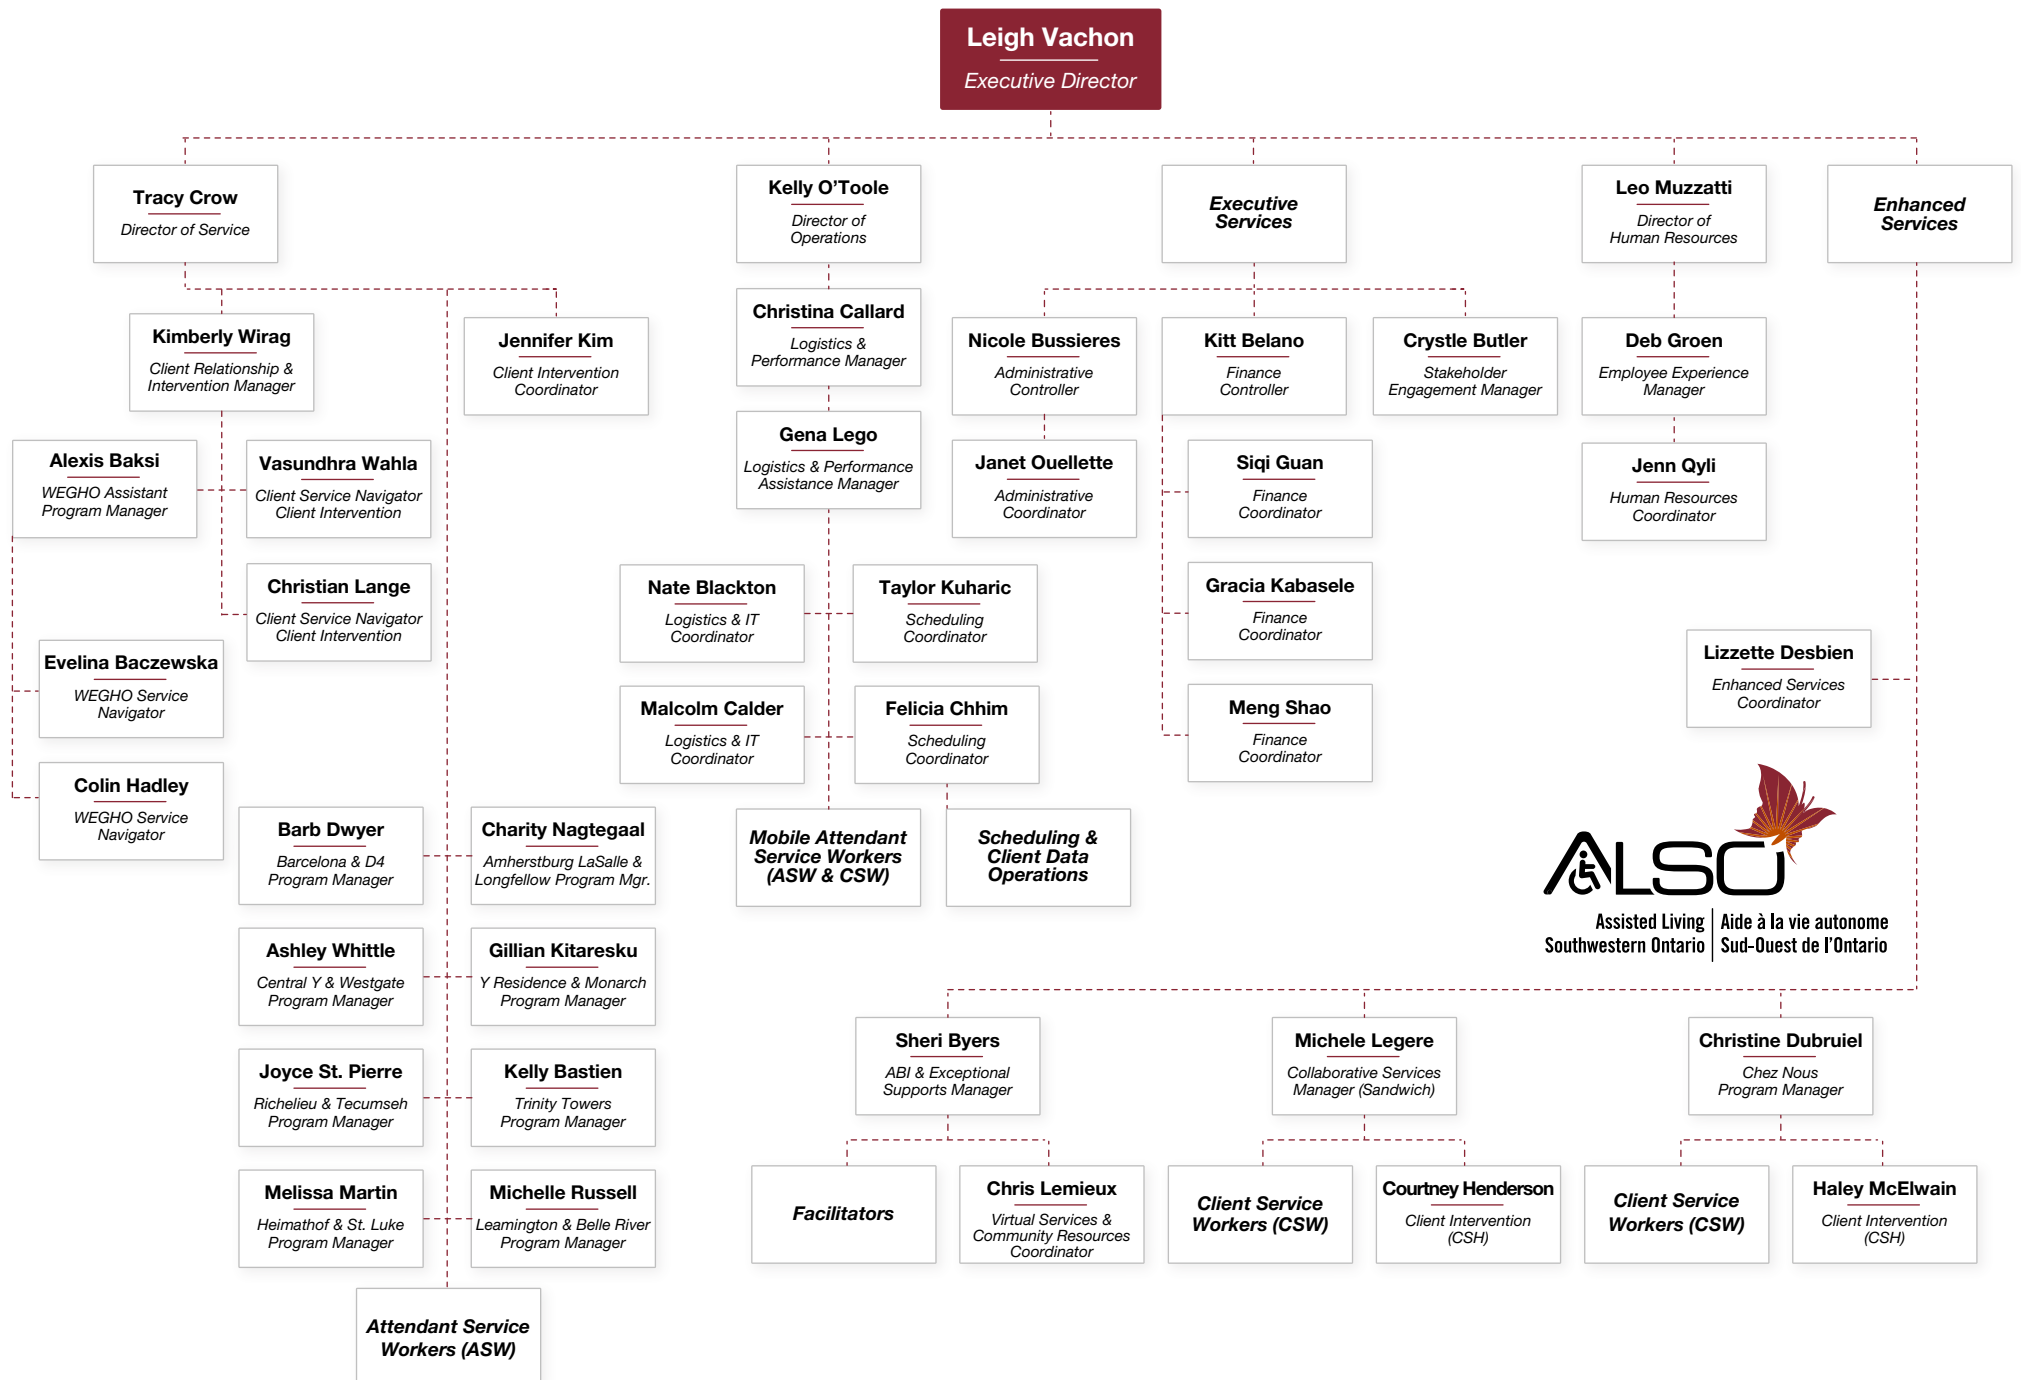 Leigh Vachon
Executive Director
Tracy Crow
Director of Service
Kelly O'Toole
Director of
Operations
Executive
Services
Leo Muzzatti
Director of
Human Resources
Enhanced
Services
Kimberly Wirag
Client Relationship &
Intervention Manager
Jennifer Kim
Client Intervention
Coordinator
Christina Callard
Logistics &
Performance Manager
Nicole Bussieres
Administrative
Controller
Kitt Belano
Finance
Controller
Crystle Butler
Stakeholder
Engagement Manager
Deb Groen
Employee Experience
Manager
Alexis Baksi
WEGHO Assistant
Program Manager
Vasundhra Wahla
Client Service Navigator
Client Intervention
Gena Lego
Logistics & Performance
Assistance Manager
Janet Ouellette
Administrative
Coordinator
Siqi Guan
Finance
Coordinator
Jenn Qyli
Human Resources
Coordinator
Christian Lange
Client Service Navigator
Client Intervention
Nate Blackton
Logistics & IT
Coordinator
Taylor Kuharic
Scheduling
Coordinator
Gracia Kabasele
Finance
Coordinator
Evelina Baczewska
WEGHO Service
Navigator
Lizzette Desbien
Enhanced Services
Coordinator
Malcolm Calder
Logistics & IT
Coordinator
Felicia Chhim
Scheduling
Coordinator
Meng Shao
Finance
Coordinator
Colin Hadley
WEGHO Service
Navigator
Barb Dwyer
Barcelona & D4
Program Manager
Charity Nagtegaal
Amherstburg LaSalle &
Longfellow Program Mgr.
Mobile Attendant
Service Workers
(ASW & CSW)
Scheduling &
Client Data
Operations
ALSO
Assisted Living
Southwestern Ontario
Aide à la vie autonome
Sud-Ouest de l'Ontario
Ashley Whittle
Central Y & Westgate
Program Manager
Gillian Kitaresku
Y Residence & Monarch
Program Manager
Sheri Byers
ABI & Exceptional
Supports Manager
Michele Legere
Collaborative Services
Manager (Sandwich)
Christine Dubruiel
Chez Nous
Program Manager
Joyce St. Pierre
Richelieu & Tecumseh
Program Manager
Kelly Bastien
Trinity Towers
Program Manager
Melissa Martin
Heimathof & St. Luke
Program Manager
Michelle Russell
Leamington & Belle River
Program Manager
Facilitators
Chris Lemieux
Virtual Services &
Community Resources
Coordinator
Client Service
Workers (CSW)
Courtney Henderson
Client Intervention
(CSH)
Client Service
Workers (CSW)
Haley McElwain
Client Intervention
(CSH)
Attendant Service
Workers (ASW)